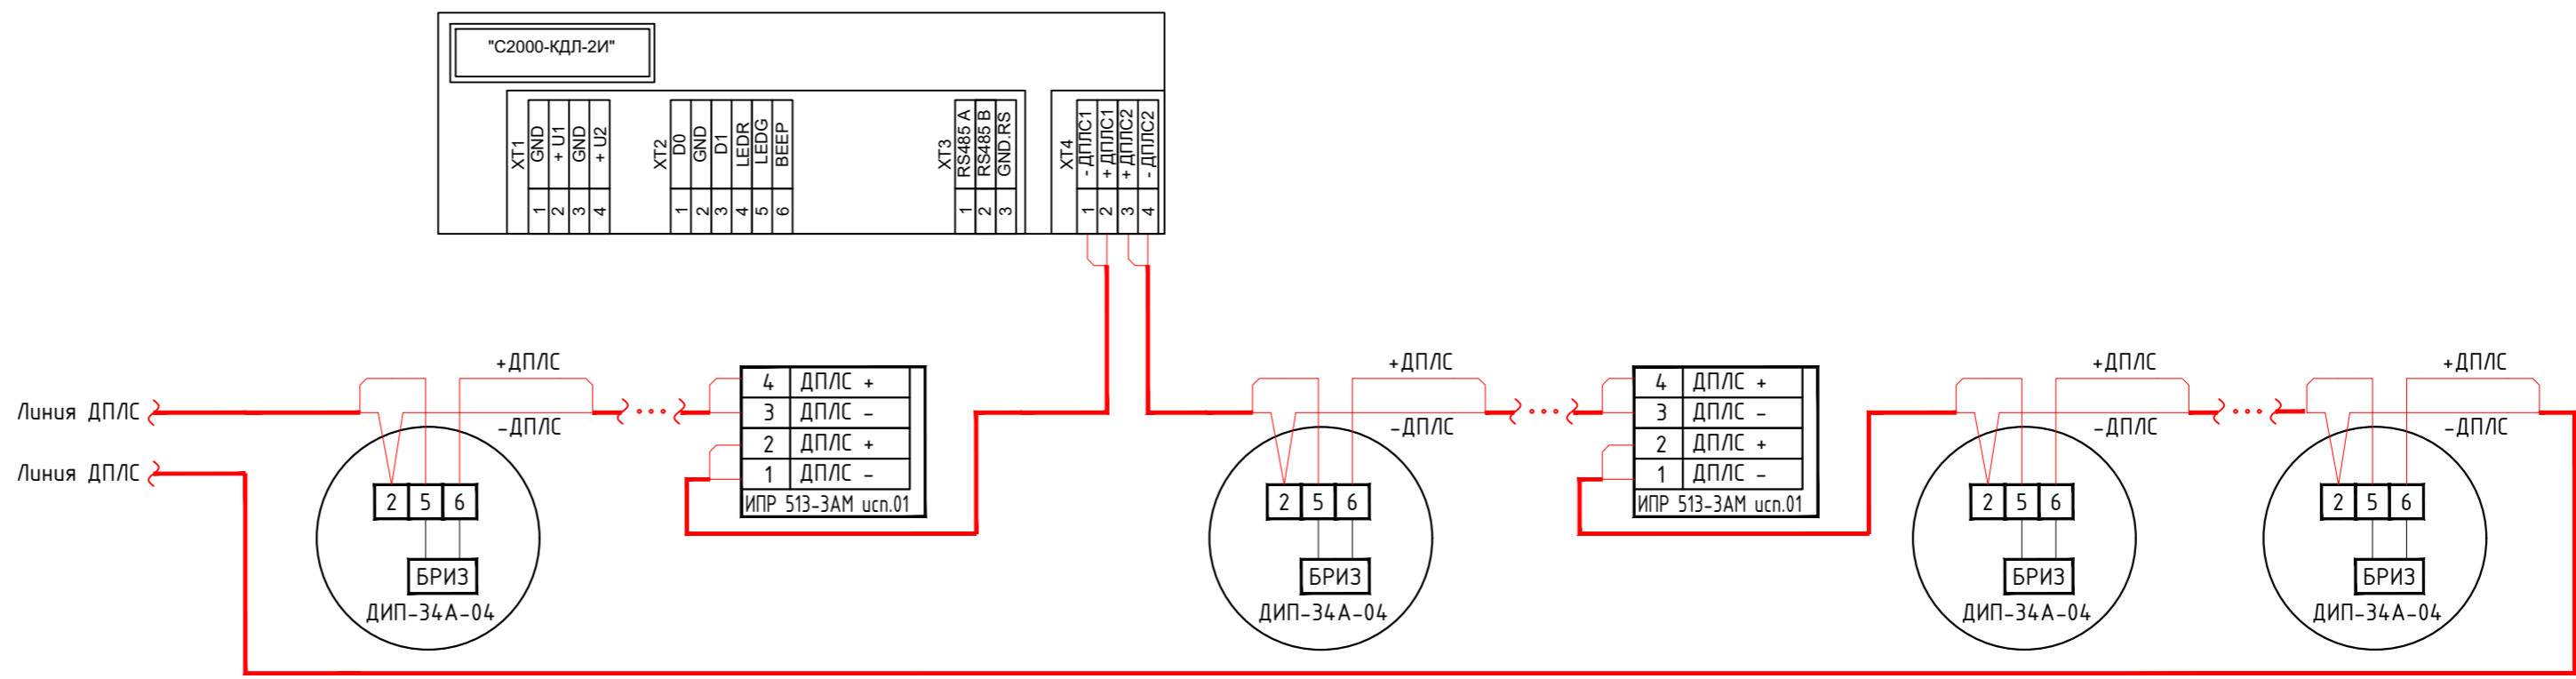 "С2000-КДЛ-2И"
XT1
GND
+ U1
GND
+ U2
1
2
3
4
XT2
D0
GND
D1
LEDR
LEDG
BEEP
1
2
3
4
5
6
XT3
RS485 A
RS485 B
GND.RS
1
2
3
XT4
- ДПЛС1
+ ДПЛС1
+ ДПЛС2
- ДПЛС2
1
2
3
4
Линия ДПЛС
Линия ДПЛС
+ДПЛС
-ДПЛС
2 5 6
БРИЗ
ДИП-34А-04
4 ДПЛС +
3 ДПЛС -
2 ДПЛС +
1 ДПЛС -
ИПР 513-3АМ исп.01
+ДПЛС
-ДПЛС
2 5 6
БРИЗ
ДИП-34А-04
4 ДПЛС +
3 ДПЛС -
2 ДПЛС +
1 ДПЛС -
ИПР 513-3АМ исп.01
+ДПЛС
-ДПЛС
2 5 6
БРИЗ
ДИП-34А-04
+ДПЛС
-ДПЛС
2 5 6
БРИЗ
ДИП-34А-04